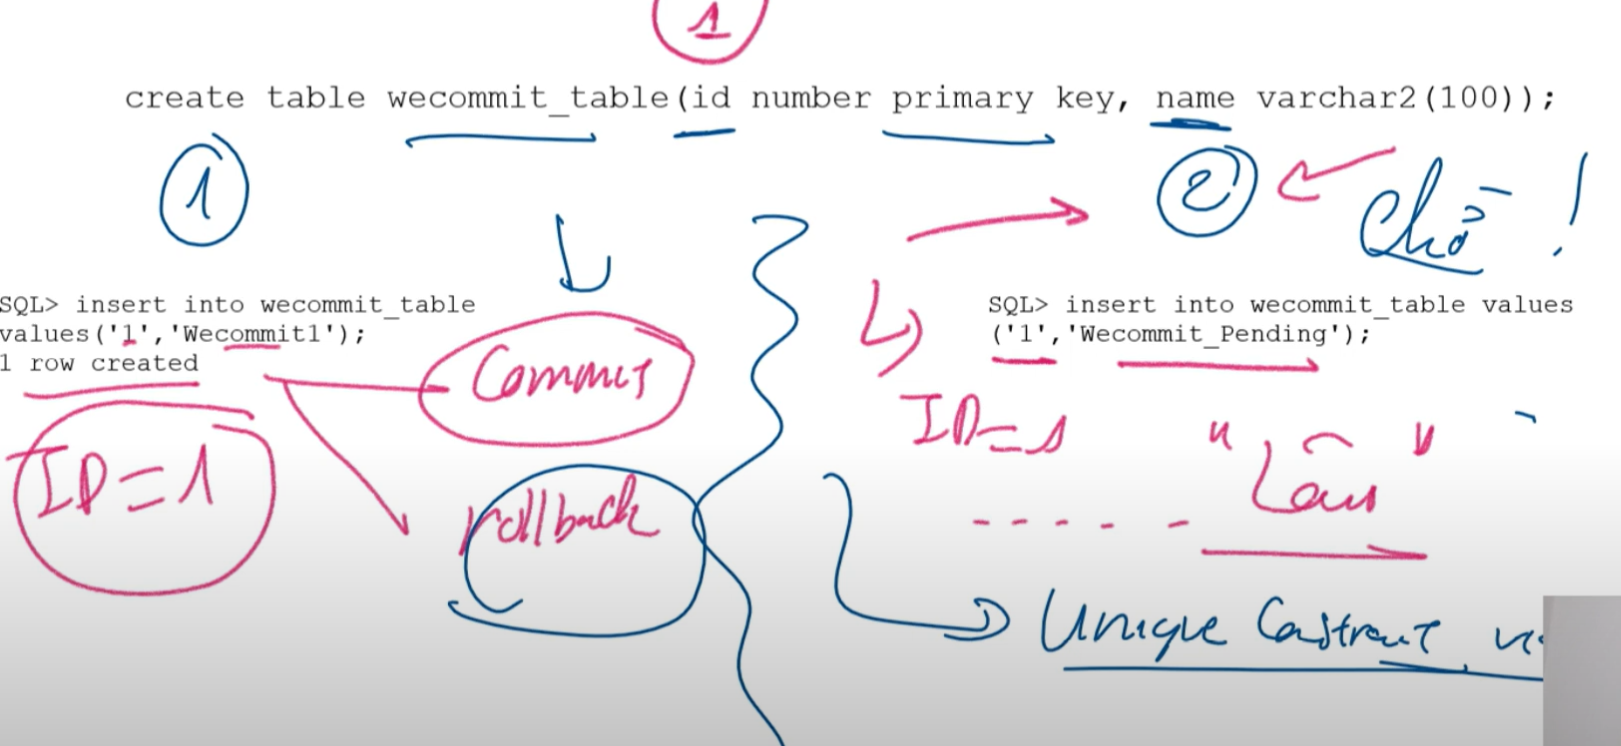 1
create table wecommit_table(id number primary key, name varchar2(100));
1
2
Chờ !
SQL> insert into wecommit_table
values('1','Wecommit1');
1 row created
Commit
ID=1
rollback
SQL> insert into wecommit_table values
('1','Wecommit_Pending');
ID=1
"Lâu"
Unique